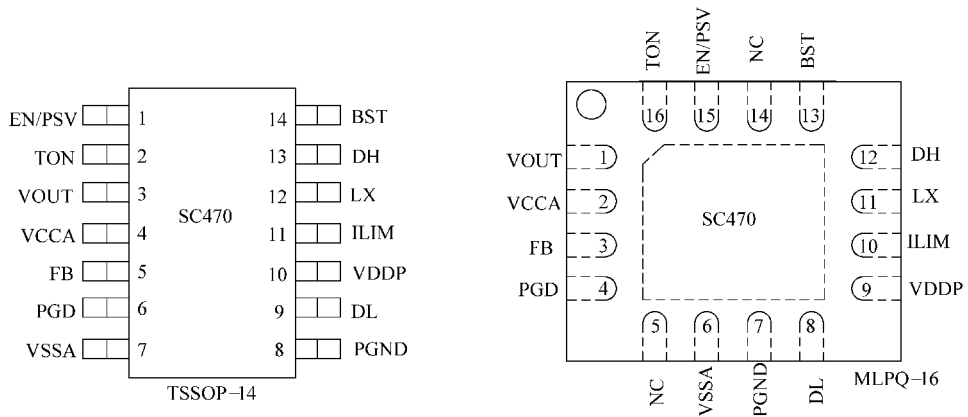 EN/PSV 1 14 BST
TON 2 13 DH
VOUT 3 12 LX
SC470
VCCA 4 11 ILIM
FB 5 10 VDDP
PGD 6 9 DL
VSSA 7 8 PGND
TSSOP-14
TON EN/PSV NC BST
16 15 14 13
VOUT 1 12 DH
VCCA 2 11 LX
SC470
FB 3 10 ILIM
PGD 4 9 VDDP
5 6 7 8
NC VSSA PGND DL
MLPQ-16